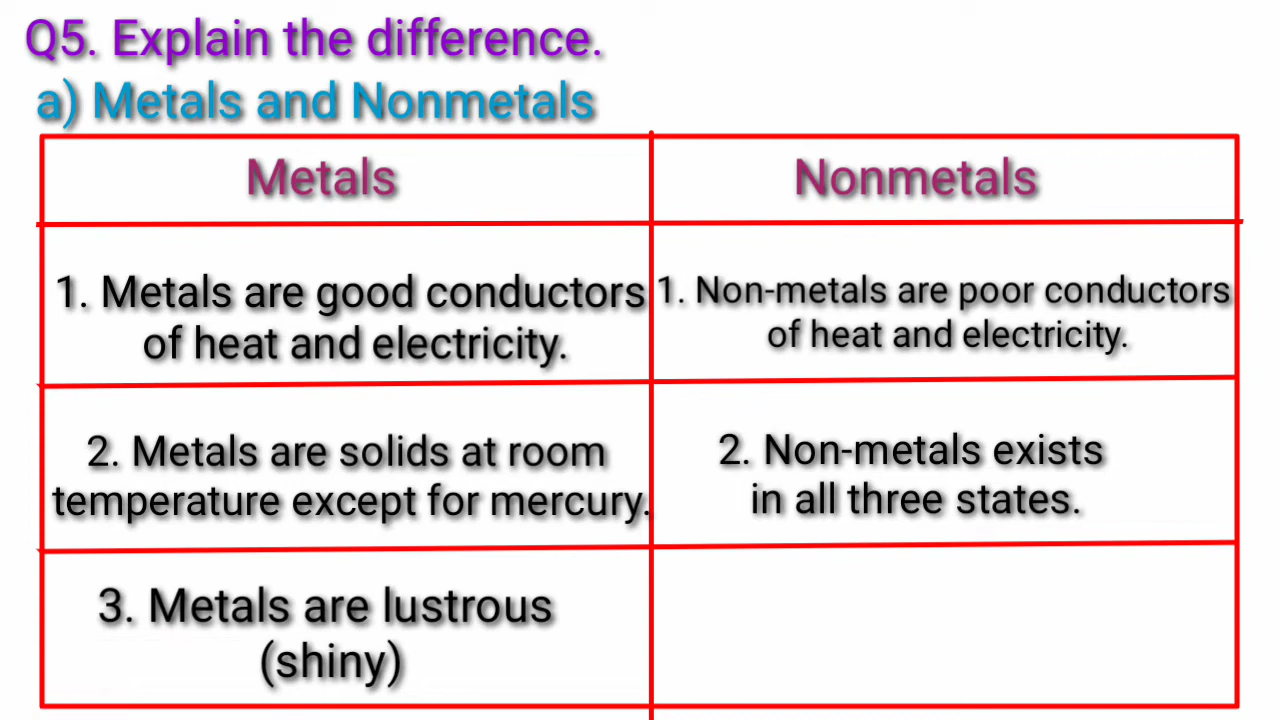 Q5. Explain the difference.
a) Metals and Nonmetals
Metals
Nonmetals
1. Metals are good conductors
of heat and electricity.
1. Non-metals are poor conductors
of heat and electricity.
2. Metals are solids at room
temperature except for mercury.
2. Non-metals exists
in all three states.
3. Metals are lustrous
(shiny)